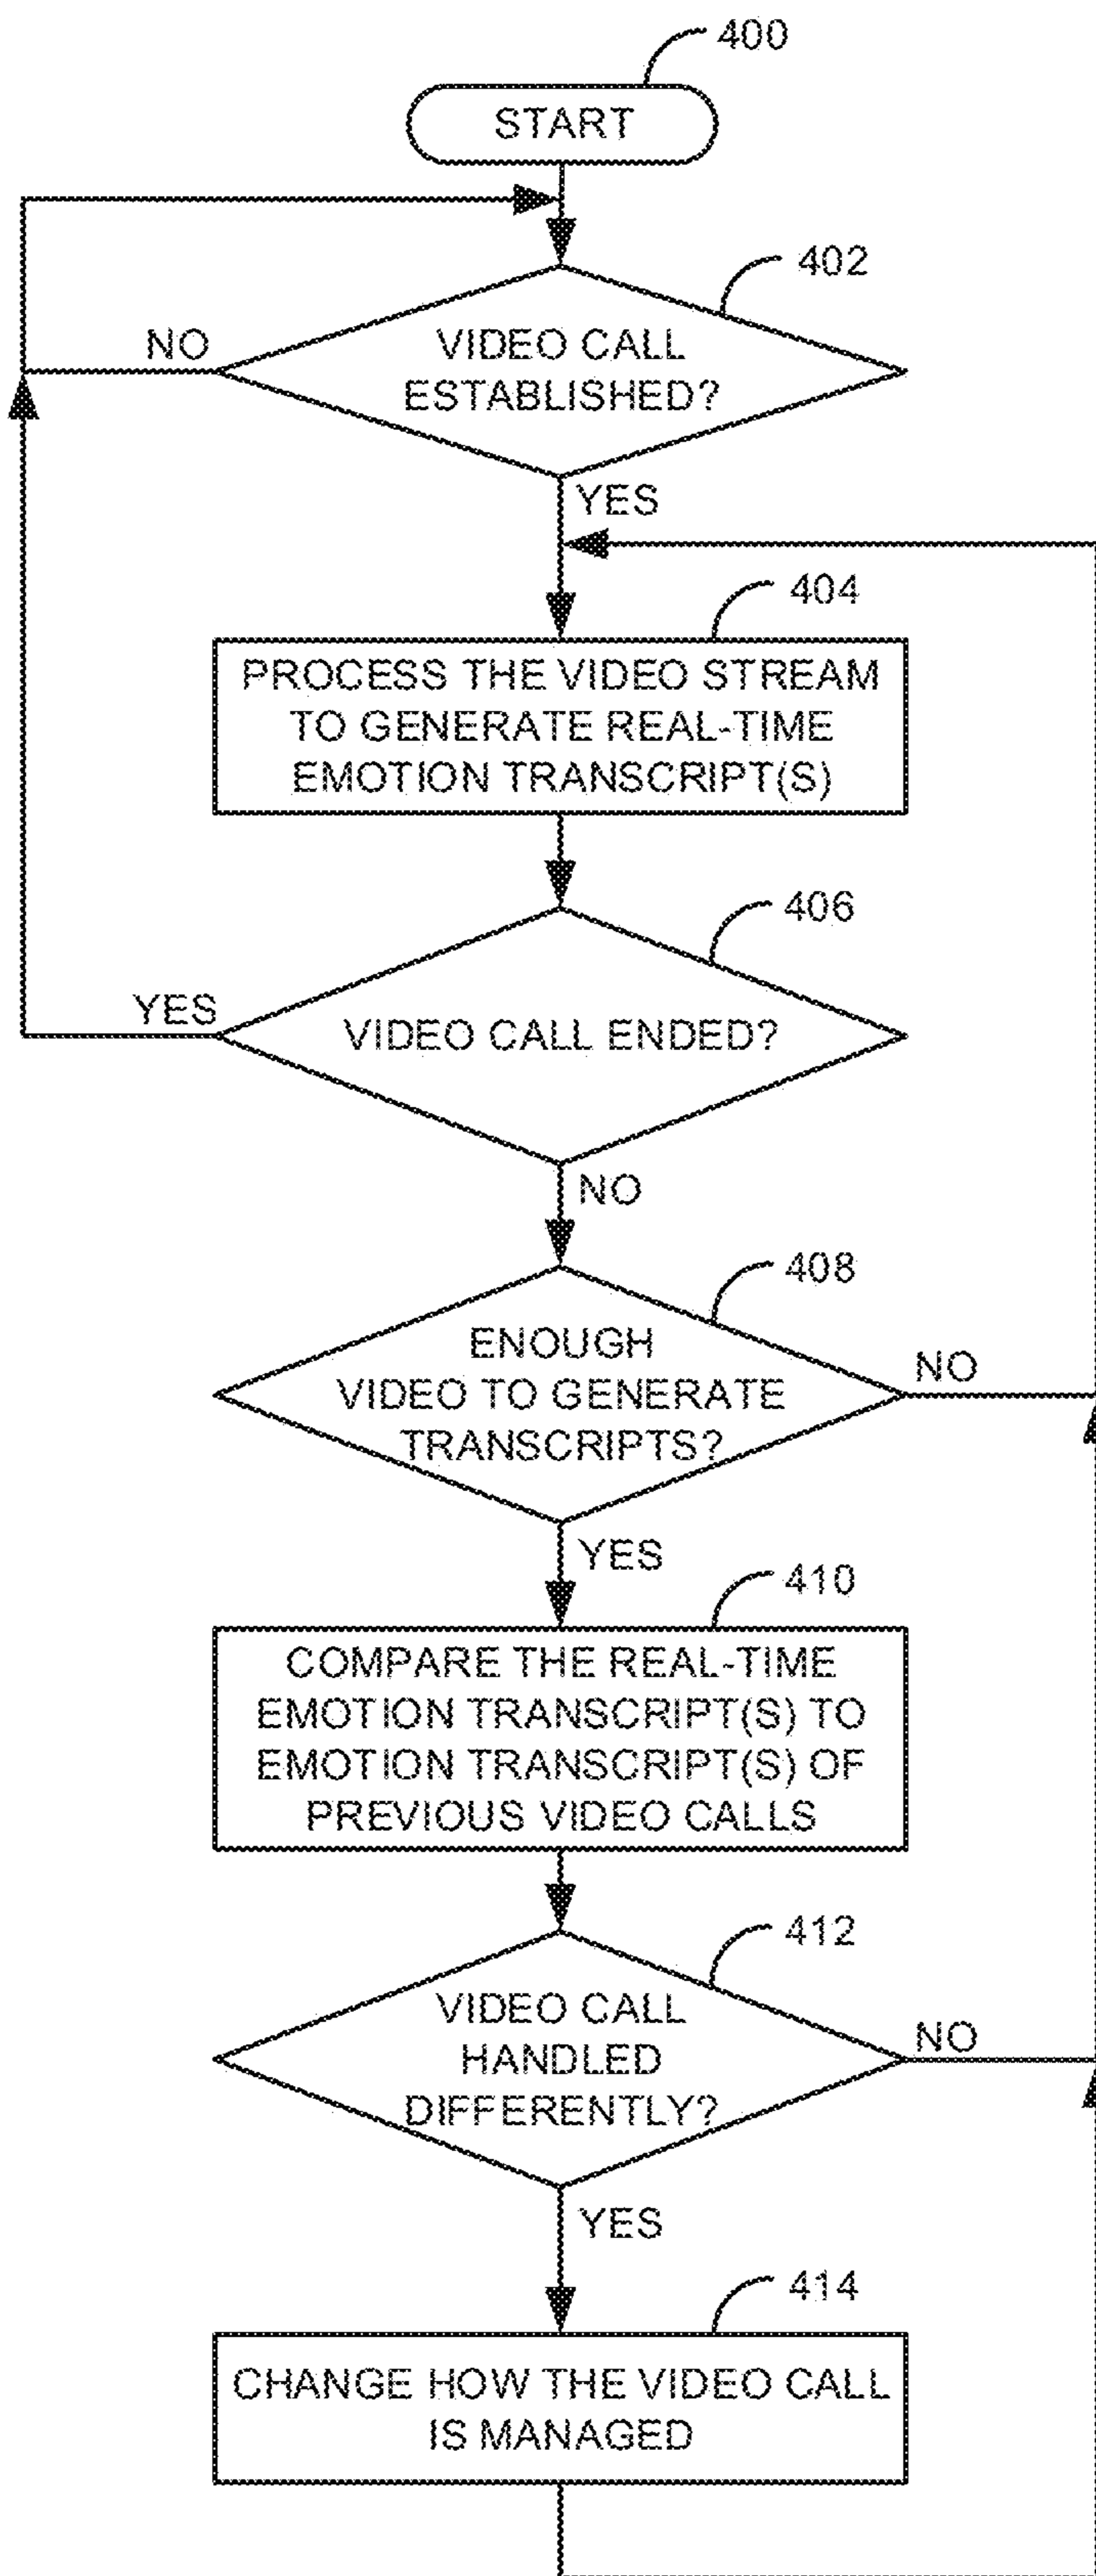 400
START
402
NO
VIDEO CALL
ESTABLISHED?
YES
404
PROCESS THE VIDEO STREAM
TO GENERATE REAL-TIME
EMOTION TRANSCRIPT(S)
406
YES
VIDEO CALL ENDED?
NO
408
ENOUGH
VIDEO TO GENERATE
TRANSCRIPTS?
NO
YES
410
COMPARE THE REAL-TIME
EMOTION TRANSCRIPT(S) TO
EMOTION TRANSCRIPT(S) OF
PREVIOUS VIDEO CALLS
412
VIDEO CALL
HANDLED
DIFFERENTLY?
NO
YES
414
CHANGE HOW THE VIDEO CALL
IS MANAGED